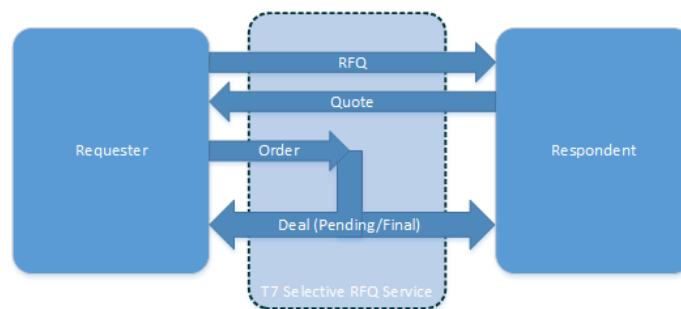 RFQ
Quote
Requester
Order
Respondent
Deal (Pending/Final)
T7 Selective RFQ Service